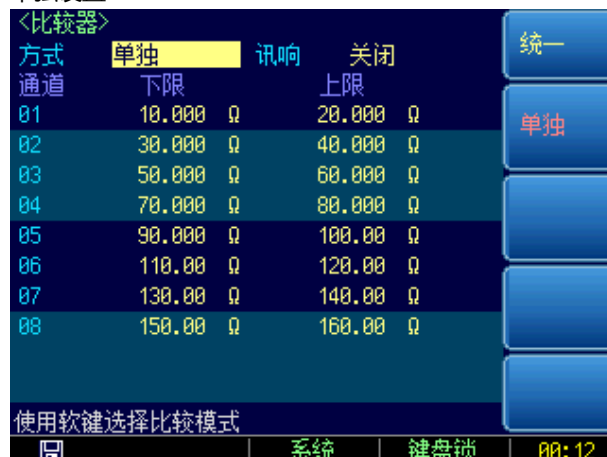 <比较器>
方式 单独 讯响 关闭
通道 下限 上限
01 10.000 Ω 20.000 Ω
02 30.000 Ω 40.000 Ω
03 50.000 Ω 60.000 Ω
04 70.000 Ω 80.000 Ω
05 90.000 Ω 100.00 Ω
06 110.00 Ω 120.00 Ω
07 130.00 Ω 140.00 Ω
08 150.00 Ω 160.00 Ω
使用软键选择比较模式
统一
单独
系统 键盘锁 00:12